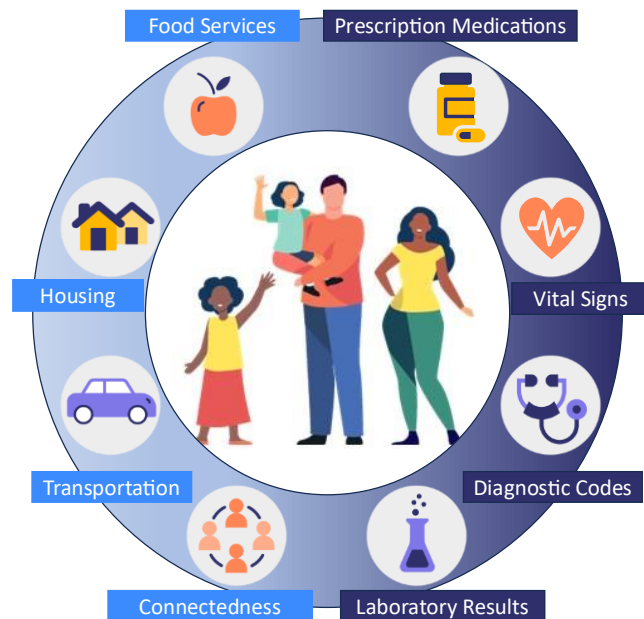 Food Services
Prescription Medications
Housing
Vital Signs
Transportation
Diagnostic Codes
Connectedness
Laboratory Results